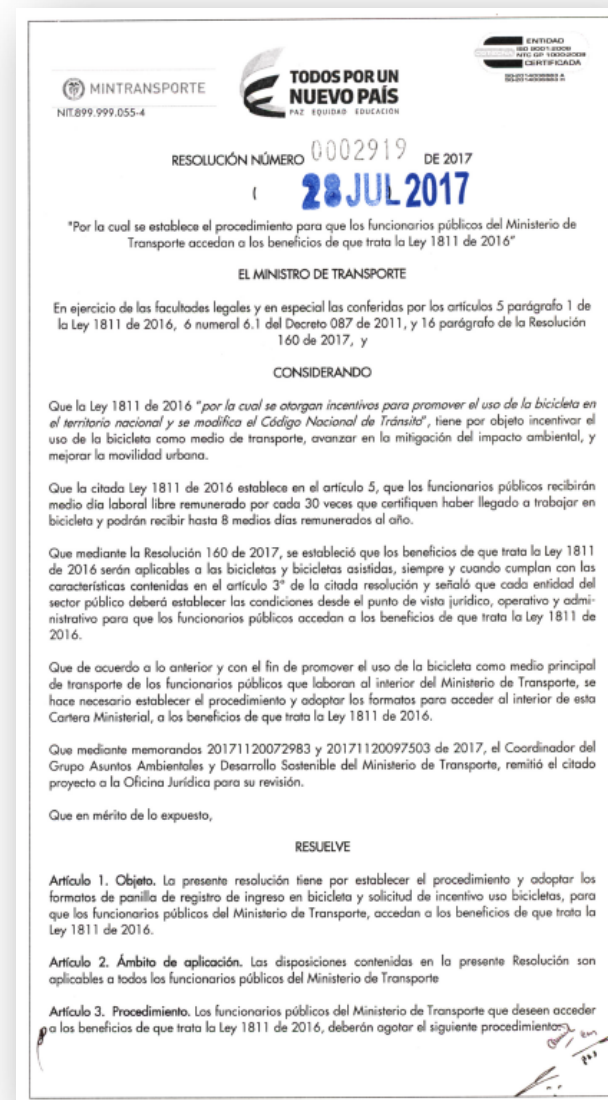 ENTIDAD
ISO 9001:2008
NTC GP 1000:2009
CERTIFICADA
MINTRANSPORTE
NIT.899.999.055-4
TODOS POR UN
NUEVO PAÍS
PAZ EQUIDAD EDUCACIÓN
RESOLUCIÓN NÚMERO 0002919 DE 2017
( 28 JUL 2017
"Por la cual se establece el procedimiento para que los funcionarios públicos del Ministerio de
Transporte accedan a los beneficios de que trata la Ley 1811 de 2016"
EL MINISTRO DE TRANSPORTE
En ejercicio de las facultades legales y en especial las conferidas por los artículos 5 parágrafo 1 de
la Ley 1811 de 2016, 6 numeral 6.1 del Decreto 087 de 2011, y 16 parágrafo de la Resolución
160 de 2017, y
CONSIDERANDO
Que la Ley 1811 de 2016 "por la cual se otorgan incentivos para promover el uso de la bicicleta en
el territorio nacional y se modifica el Código Nacional de Tránsito", tiene por objeto incentivar el
uso de la bicicleta como medio de transporte, avanzar en la mitigación del impacto ambiental, y
mejorar la movilidad urbana.
Que la citada Ley 1811 de 2016 establece en el artículo 5, que los funcionarios públicos recibirán
medio día laboral libre remunerado por cada 30 veces que certifiquen haber llegado a trabajar en
bicicleta y podrán recibir hasta 8 medios días remunerados al año.
Que mediante la Resolución 160 de 2017, se estableció que los beneficios de que trata la Ley 1811
de 2016 serán aplicables a las bicicletas y bicicletas asistidas, siempre y cuando cumplan con las
características contenidas en el artículo 3° de la citada resolución y señaló que cada entidad del
sector público deberá establecer las condiciones desde el punto de vista jurídico, operativo y admi-
nistrativo para que los funcionarios públicos accedan a los beneficios de que trata la Ley 1811 de
2016.
Que de acuerdo a lo anterior y con el fin de promover el uso de la bicicleta como medio principal
de transporte de los funcionarios públicos que laboran al interior del Ministerio de Transporte, se
hace necesario establecer el procedimiento y adoptar los formatos para acceder al interior de esta
Cartera Ministerial, a los beneficios de que trata la Ley 1811 de 2016.
Que mediante memorandos 20171120072983 y 20171120097503 de 2017, el Coordinador del
Grupo Asuntos Ambientales y Desarrollo Sostenible del Ministerio de Transporte, remitió el citado
proyecto a la Oficina Jurídica para su revisión.
Que en mérito de lo expuesto,
RESUELVE
Artículo 1. Objeto. La presente resolución tiene por establecer el procedimiento y adoptar los
formatos de panilla de registro de ingreso en bicicleta y solicitud de incentivo uso bicicletas, para
que los funcionarios públicos del Ministerio de Transporte, accedan a los beneficios de que trata la
Ley 1811 de 2016.
Artículo 2. Ámbito de aplicación. Las disposiciones contenidas en la presente Resolución son
aplicables a todos los funcionarios públicos del Ministerio de Transporte
Artículo 3. Procedimiento. Los funcionarios públicos del Ministerio de Transporte que deseen acceder
a los beneficios de que trata la Ley 1811 de 2016, deberán agotar el siguiente procedimiento: